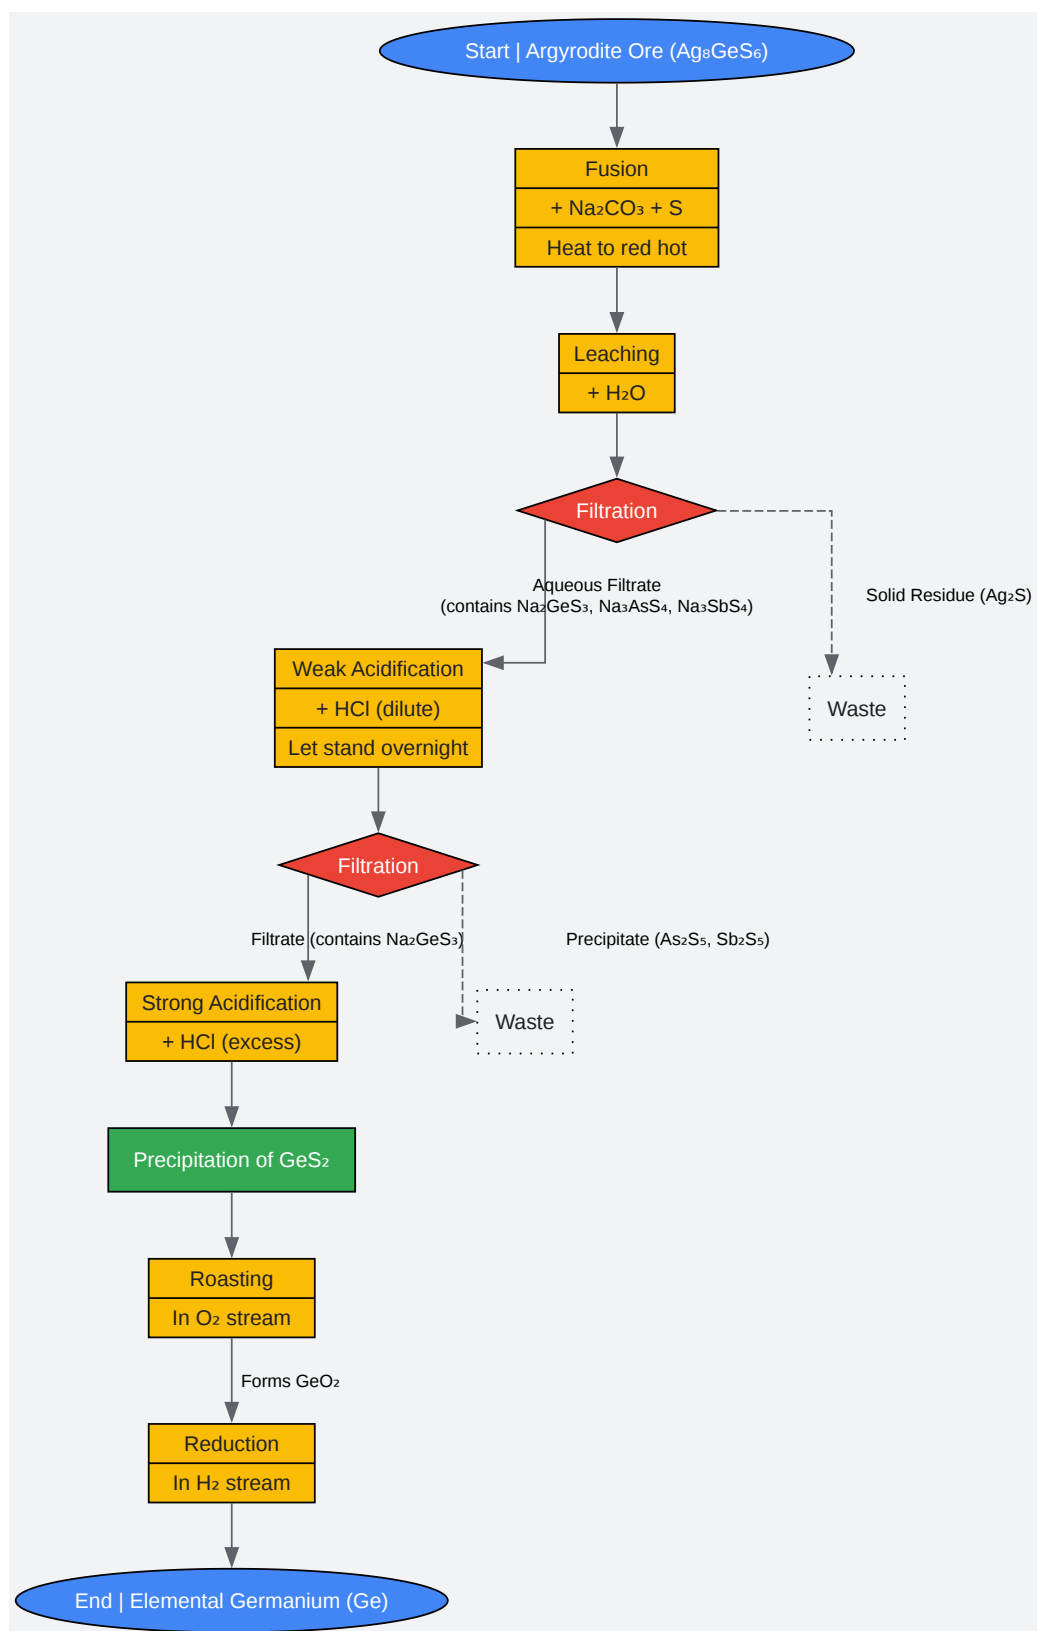 Start | Argyrodite Ore (Ag₈GeS₆)
Fusion
+ Na₂CO₃ + S
Heat to red hot
Leaching
+ H₂O
Filtration
Aqueous Filtrate
(contains Na₂GeS₃, Na₃AsS₄, Na₃SbS₄)
Solid Residue (Ag₂S)
Weak Acidification
+ HCl (dilute)
Let stand overnight
Waste
Filtration
Filtrate (contains Na₂GeS₃)
Precipitate (As₂S₅, Sb₂S₅)
Strong Acidification
+ HCl (excess)
Waste
Precipitation of GeS₂
Roasting
In O₂ stream
Forms GeO₂
Reduction
In H₂ stream
End | Elemental Germanium (Ge)